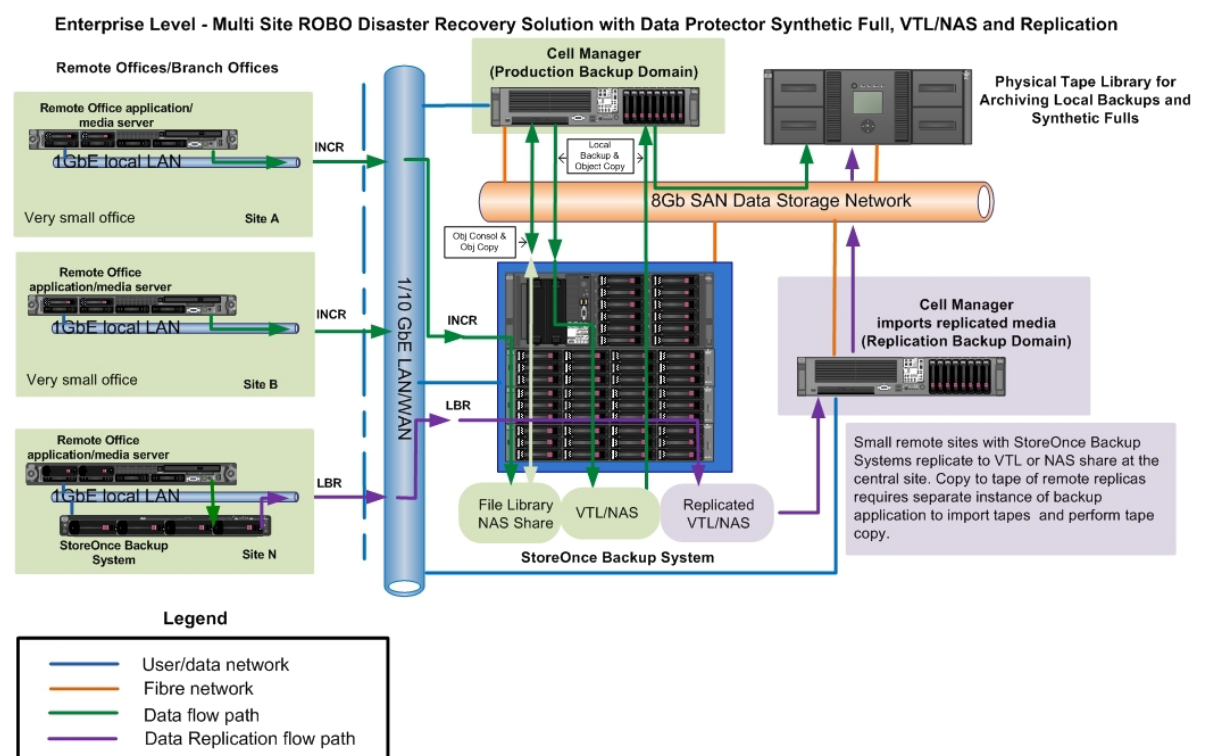 Enterprise Level - Multi Site ROBO Disaster Recovery Solution with Data Protector Synthetic Full, VTL/NAS and Replication
Remote Offices/Branch Offices
Remote Office application/
media server
1GbE local LAN
Very small office
Site A
INCR
Remote Office
application/media server
1GbE local LAN
Very small office
Site B
INCR
Remote Office
application/media server
1GbE local LAN
StoreOnce Backup
System
Site N
LBR
1/10 GbE LAN/WAN
Cell Manager
(Production Backup Domain)
Local
Backup &
Object Copy
Obj Consol &
Obj Copy
INCR
LBR
Physical Tape Library for
Archiving Local Backups and
Synthetic Fulls
8Gb SAN Data Storage Network
Cell Manager
imports replicated media
(Replication Backup Domain)
Small remote sites with StoreOnce Backup
Systems replicate to VTL or NAS share at the
central site. Copy to tape of remote replicas
requires separate instance of backup
application to import tapes and perform tape
copy.
File Library
NAS Share
VTL/NAS
Replicated
VTL/NAS
StoreOnce Backup System
Legend
User/data network
Fibre network
Data flow path
Data Replication flow path